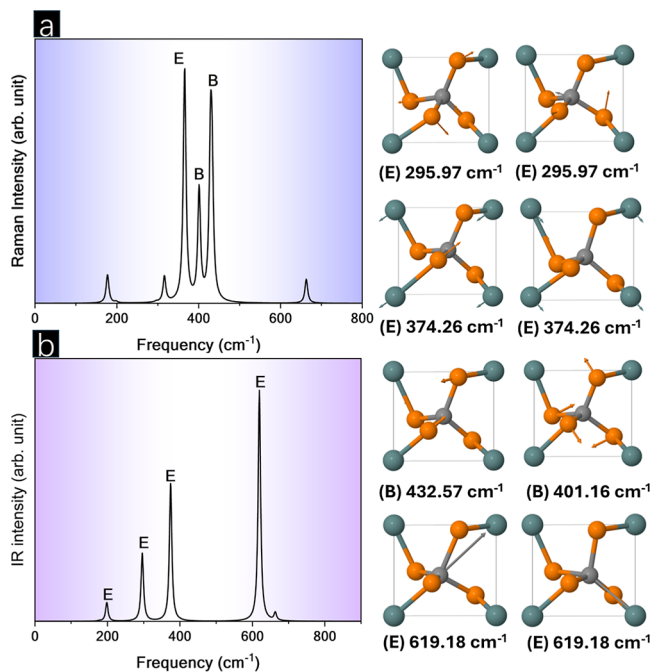 a
Raman Intensity (arb. unit)
E
B
B
0 200 400 600 800
Frequency (cm-1)
b
IR intensity (arb. unit)
E
E
E
E
0 200 400 600 800
Frequency (cm-1)
(E) 295.97 cm-1 (E) 295.97 cm-1
(E) 374.26 cm-1 (E) 374.26 cm-1
(B) 432.57 cm-1 (B) 401.16 cm-1
(E) 619.18 cm-1 (E) 619.18 cm-1